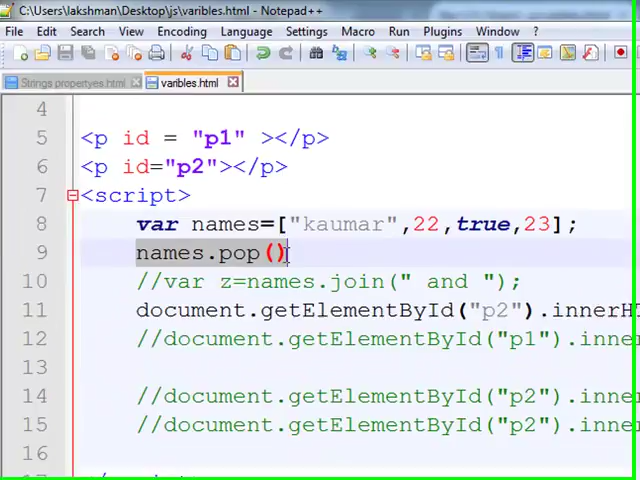 C:\Users\lakshman\Desktop\js\varibles.html - Notepad++
File Edit Search View Encoding Language Settings Macro Run Plugins Window ?
Strings propertyes.html varibles.html
4
5 <p id = "p1" ></p>
6 <p id="p2"></p>
7 <script>
8 var names=["kaumar",22,true,23];
9 names.pop()
10 //var z=names.join(" and ");
11 document.getElementById("p2").innerH
12 //document.getElementById("p1").inne
13
14 //document.getElementById("p2").inne
15 //document.getElementById("p2").inne
16